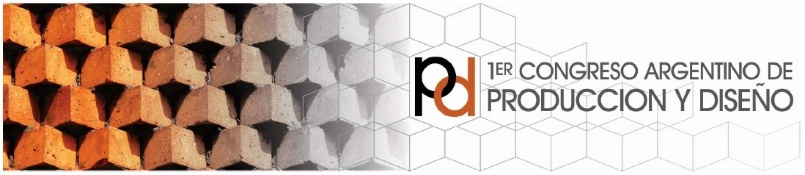 pd
1ER CONGRESO ARGENTINO DE
PRODUCCION Y DISEÑO